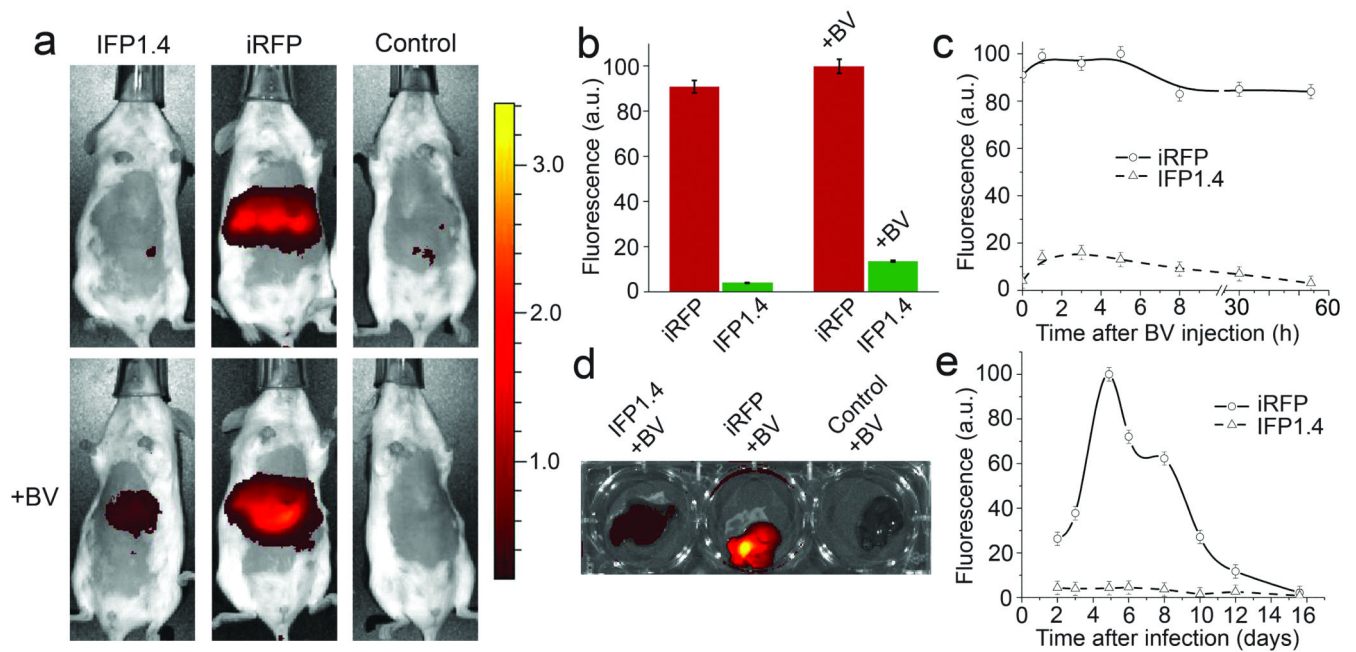 a
IFP1.4
iRFP
Control
+BV
3.0
2.0
1.0
b
Fluorescence (a.u.)
100
80
60
40
20
0
+BV
+BV
iRFP
IFP1.4
iRFP
IFP1.4
c
Fluorescence (a.u.)
100
80
60
40
20
0
iRFP
IFP1.4
0 2 4 6 8 30 60
Time after BV injection (h)
d
IFP1.4
+BV
iRFP
+BV
Control
+BV
e
Fluorescence (a.u.)
100
80
60
40
20
0
iRFP
IFP1.4
0 2 4 6 8 10 12 14 16
Time after infection (days)